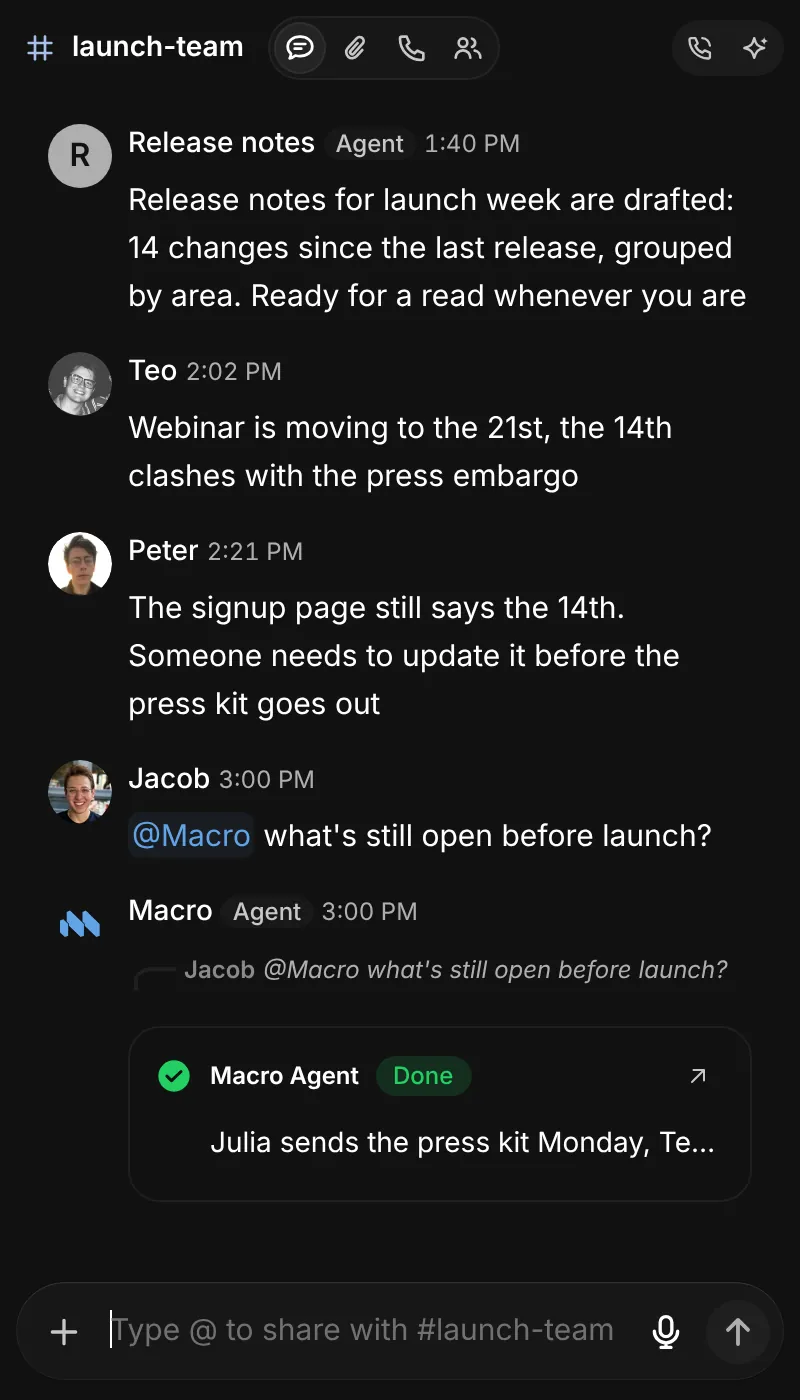 launch-team
R
Release notes Agent 1:40 PM
Release notes for launch week are drafted:
14 changes since the last release, grouped
by area. Ready for a read whenever you are
Teo 2:02 PM
Webinar is moving to the 21st, the 14th
clashes with the press embargo
Peter 2:21 PM
The signup page still says the 14th.
Someone needs to update it before the
press kit goes out
Jacob 3:00 PM
@Macro what's still open before launch?
Macro Agent 3:00 PM
Jacob @Macro what's still open before launch?
Macro Agent Done
Julia sends the press kit Monday, Te...
Type @ to share with #launch-team